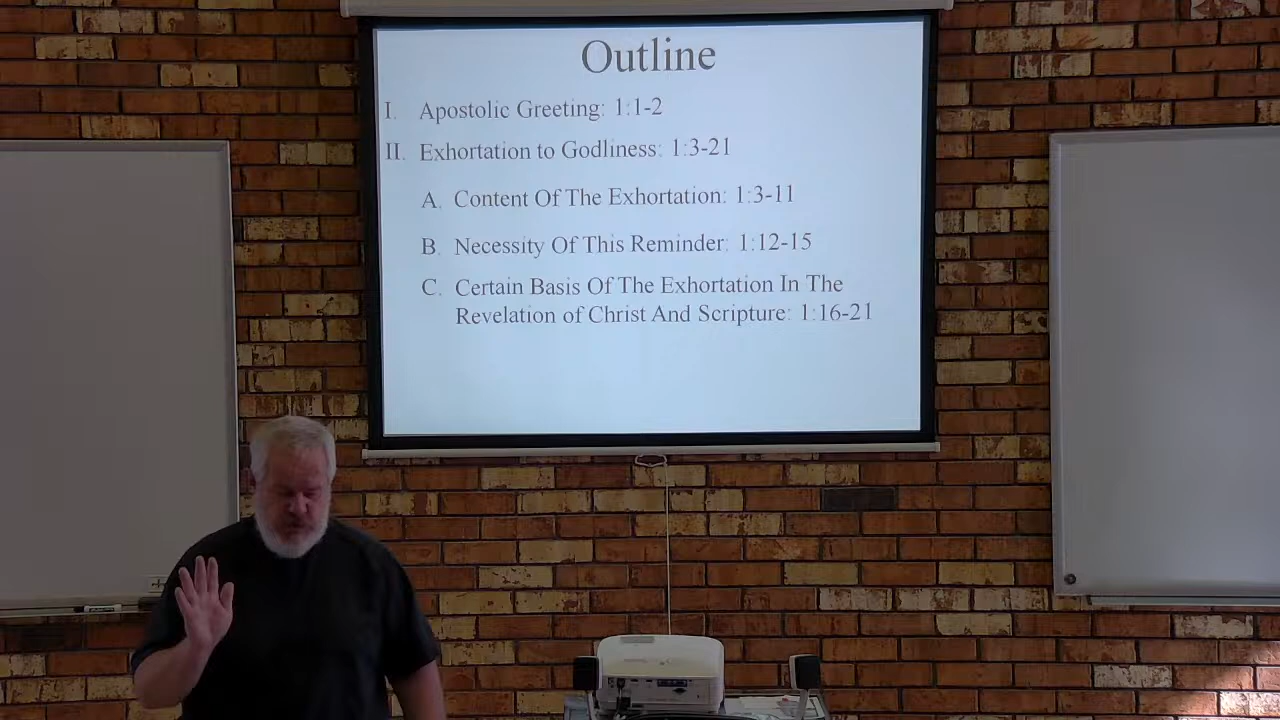 Outline
I. Apostolic Greeting: 1:1-2
II. Exhortation to Godliness: 1:3-21
A. Content Of The Exhortation: 1:3-11
B. Necessity Of This Reminder: 1:12-15
C. Certain Basis Of The Exhortation In The
Revelation of Christ And Scripture: 1:16-21